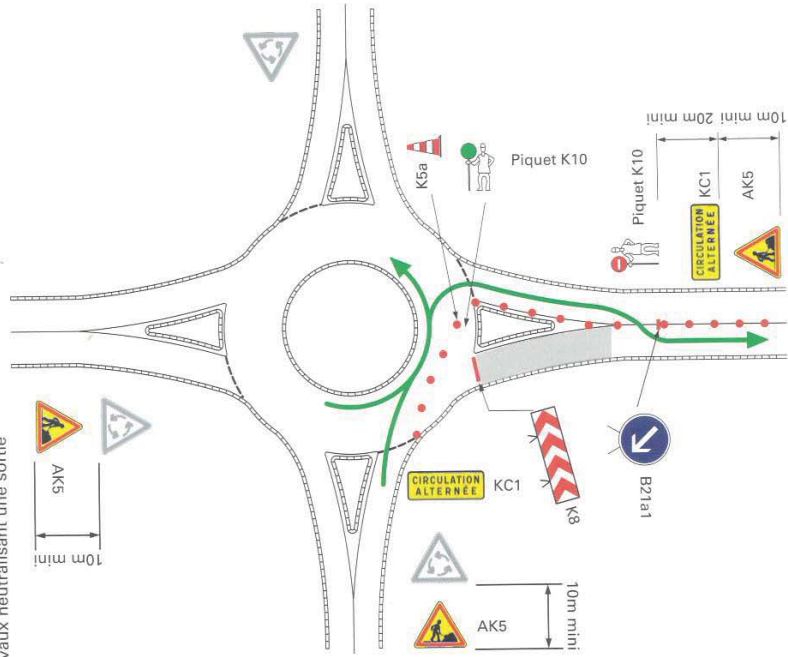 vaux neutralisant une sortie
AK5
10m mini
K5a
Piquet K10
Piquet K10
CIRCULATION
ALTERNÉE
KC1
AK5
20m mini
10m mini
CIRCULATION
ALTERNÉE
KC1
K8
B21a1
AK5
10m mini